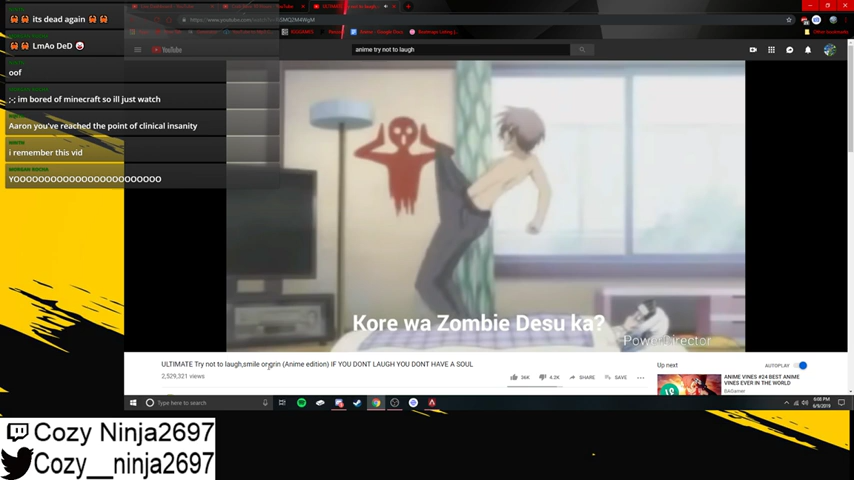 its dead again
LmAo DeD
oof
;-; im bored of minecraft so ill just watch
Aaron you've reached the point of clinical insanity
i remember this vid
YOOOOOOOOOOOOOOOOOOOOOOO
YouTube
anime try not to laugh
Other bookmarks
Kore wa Zombie Desu ka?
PowerDirector
ULTIMATE Try not to laugh,smile orgrin (Anime edition) IF YOU DONT LAUGH YOU DONT HAVE A SOUL
2,529,321 views
36K
4.2K
SHARE
SAVE
Up next
AUTOPLAY
ANIME VINES #24 BEST ANIME
VINES EVER IN THE WORLD
Type here to search
6:08 PM
6/9/2019
Cozy Ninja2697
Cozy__ninja2697